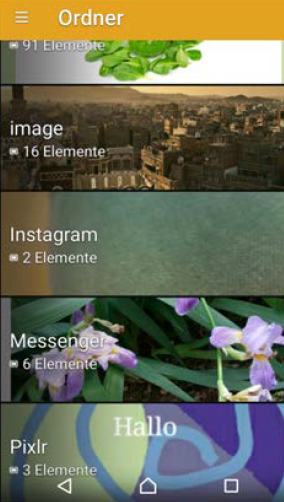 Ordner
91 Elemente
image
16 Elemente
Instagram
2 Elemente
Messenger
6 Elemente
Hallo
Pixlr
3 Elemente